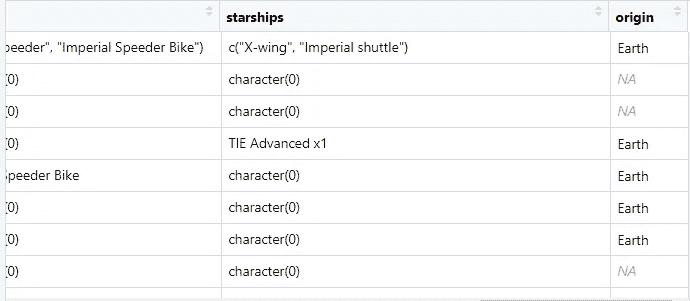 starships origin
peeder", "Imperial Speeder Bike") c("X-wing", "Imperial shuttle") Earth
(0) character(0) NA
(0) character(0) NA
(0) TIE Advanced x1 Earth
Speeder Bike character(0) Earth
(0) character(0) Earth
(0) character(0) Earth
(0) character(0) NA